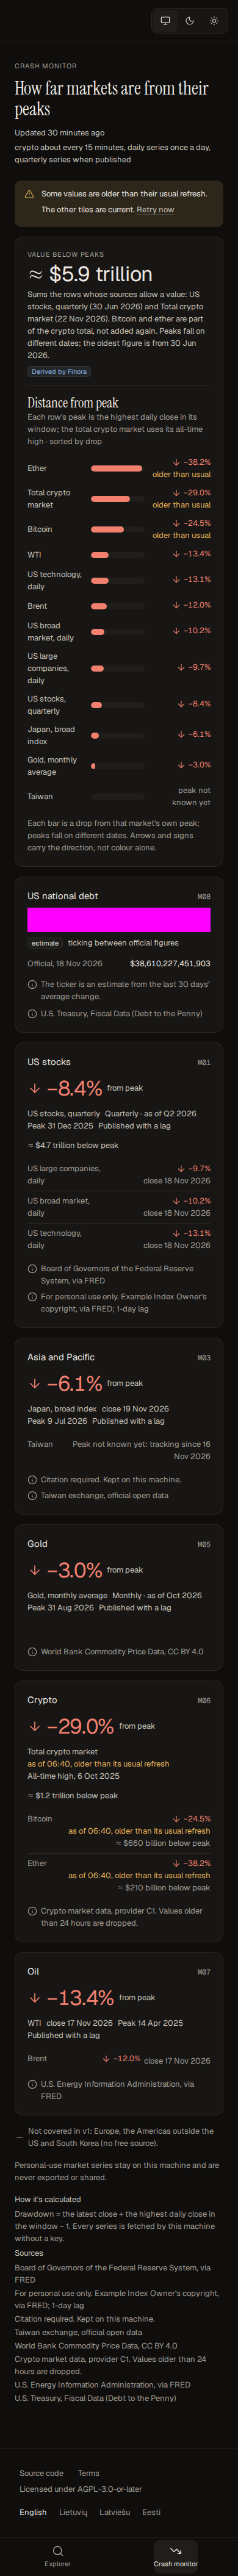 CRASH MONITOR
How far markets are from their
peaks
Updated 30 minutes ago
crypto about every 15 minutes, daily series once a day,
quarterly series when published
Some values are older than their usual refresh.
The other tiles are current. Retry now
VALUE BELOW PEAKS
≈ $5.9 trillion
Sums the rows whose sources allow a value: US
stocks, quarterly (30 Jun 2026) and Total crypto
market (22 Nov 2026). Bitcoin and ether are part
of the crypto total, not added again. Peaks fall on
different dates; the oldest figure is from 30 Jun
2026.
Derived by Finora
Distance from peak
Each row's peak is the highest daily close in its
window; the total crypto market uses its all-time
high · sorted by drop
Ether
↓ −38.2%
older than usual
Total crypto
market
↓ −29.0%
older than usual
Bitcoin
↓ −24.5%
older than usual
WTI
↓ −13.4%
US technology,
daily
↓ −13.1%
Brent
↓ −12.0%
US broad
market, daily
↓ −10.2%
US large
companies,
daily
↓ −9.7%
US stocks,
quarterly
↓ −8.4%
Japan, broad
index
↓ −6.1%
Gold, monthly
average
↓ −3.0%
Taiwan
peak not
known yet
Each bar is a drop from that market's own peak;
peaks fall on different dates. Arrows and signs
carry the direction, not colour alone.
US national debt M08
estimate ticking between official figures
Official, 18 Nov 2026 $38,610,227,451,903
The ticker is an estimate from the last 30 days'
average change.
U.S. Treasury, Fiscal Data (Debt to the Penny)
US stocks M01
↓ −8.4% from peak
US stocks, quarterly Quarterly · as of Q2 2026
Peak 31 Dec 2025 Published with a lag
≈ $4.7 trillion below peak
US large companies,
daily
↓ −9.7%
close 18 Nov 2026
US broad market,
daily
↓ −10.2%
close 18 Nov 2026
US technology,
daily
↓ −13.1%
close 18 Nov 2026
Board of Governors of the Federal Reserve
System, via FRED
For personal use only. Example Index Owner's
copyright, via FRED; 1-day lag
Asia and Pacific M03
↓ −6.1% from peak
Japan, broad index close 19 Nov 2026
Peak 9 Jul 2026 Published with a lag
Taiwan Peak not known yet: tracking since 16
Nov 2026
Citation required. Kept on this machine.
Taiwan exchange, official open data
Gold M05
↓ −3.0% from peak
Gold, monthly average Monthly · as of Oct 2026
Peak 31 Aug 2026 Published with a lag
World Bank Commodity Price Data, CC BY 4.0
Crypto M06
↓ −29.0% from peak
Total crypto market
as of 06:40, older than its usual refresh
All-time high, 6 Oct 2025
≈ $1.2 trillion below peak
Bitcoin ↓ −24.5%
as of 06:40, older than its usual refresh
≈ $660 billion below peak
Ether ↓ −38.2%
as of 06:40, older than its usual refresh
≈ $210 billion below peak
Crypto market data, provider C1. Values older
than 24 hours are dropped.
Oil M07
↓ −13.4% from peak
WTI close 17 Nov 2026 Peak 14 Apr 2025
Published with a lag
Brent ↓ −12.0% close 17 Nov 2026
U.S. Energy Information Administration, via
FRED
Not covered in v1: Europe, the Americas outside the
US and South Korea (no free source).
Personal-use market series stay on this machine and are
never exported or shared.
How it's calculated
Drawdown = the latest close ÷ the highest daily close in
the window − 1. Every series is fetched by this machine
without a key.
Sources
Board of Governors of the Federal Reserve System, via
FRED
For personal use only. Example Index Owner's copyright,
via FRED; 1-day lag
Citation required. Kept on this machine.
Taiwan exchange, official open data
World Bank Commodity Price Data, CC BY 4.0
Crypto market data, provider C1. Values older than 24
hours are dropped.
U.S. Energy Information Administration, via FRED
U.S. Treasury, Fiscal Data (Debt to the Penny)
Source code Terms
Licensed under AGPL-3.0-or-later
English Lietuvių Latviešu Eesti
Explorer Crash monitor